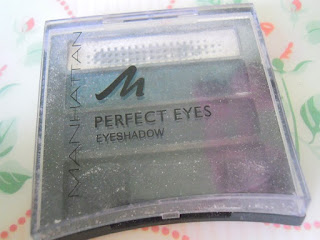 MANHATTAN
M
PERFECT EYES
EYESHADOW